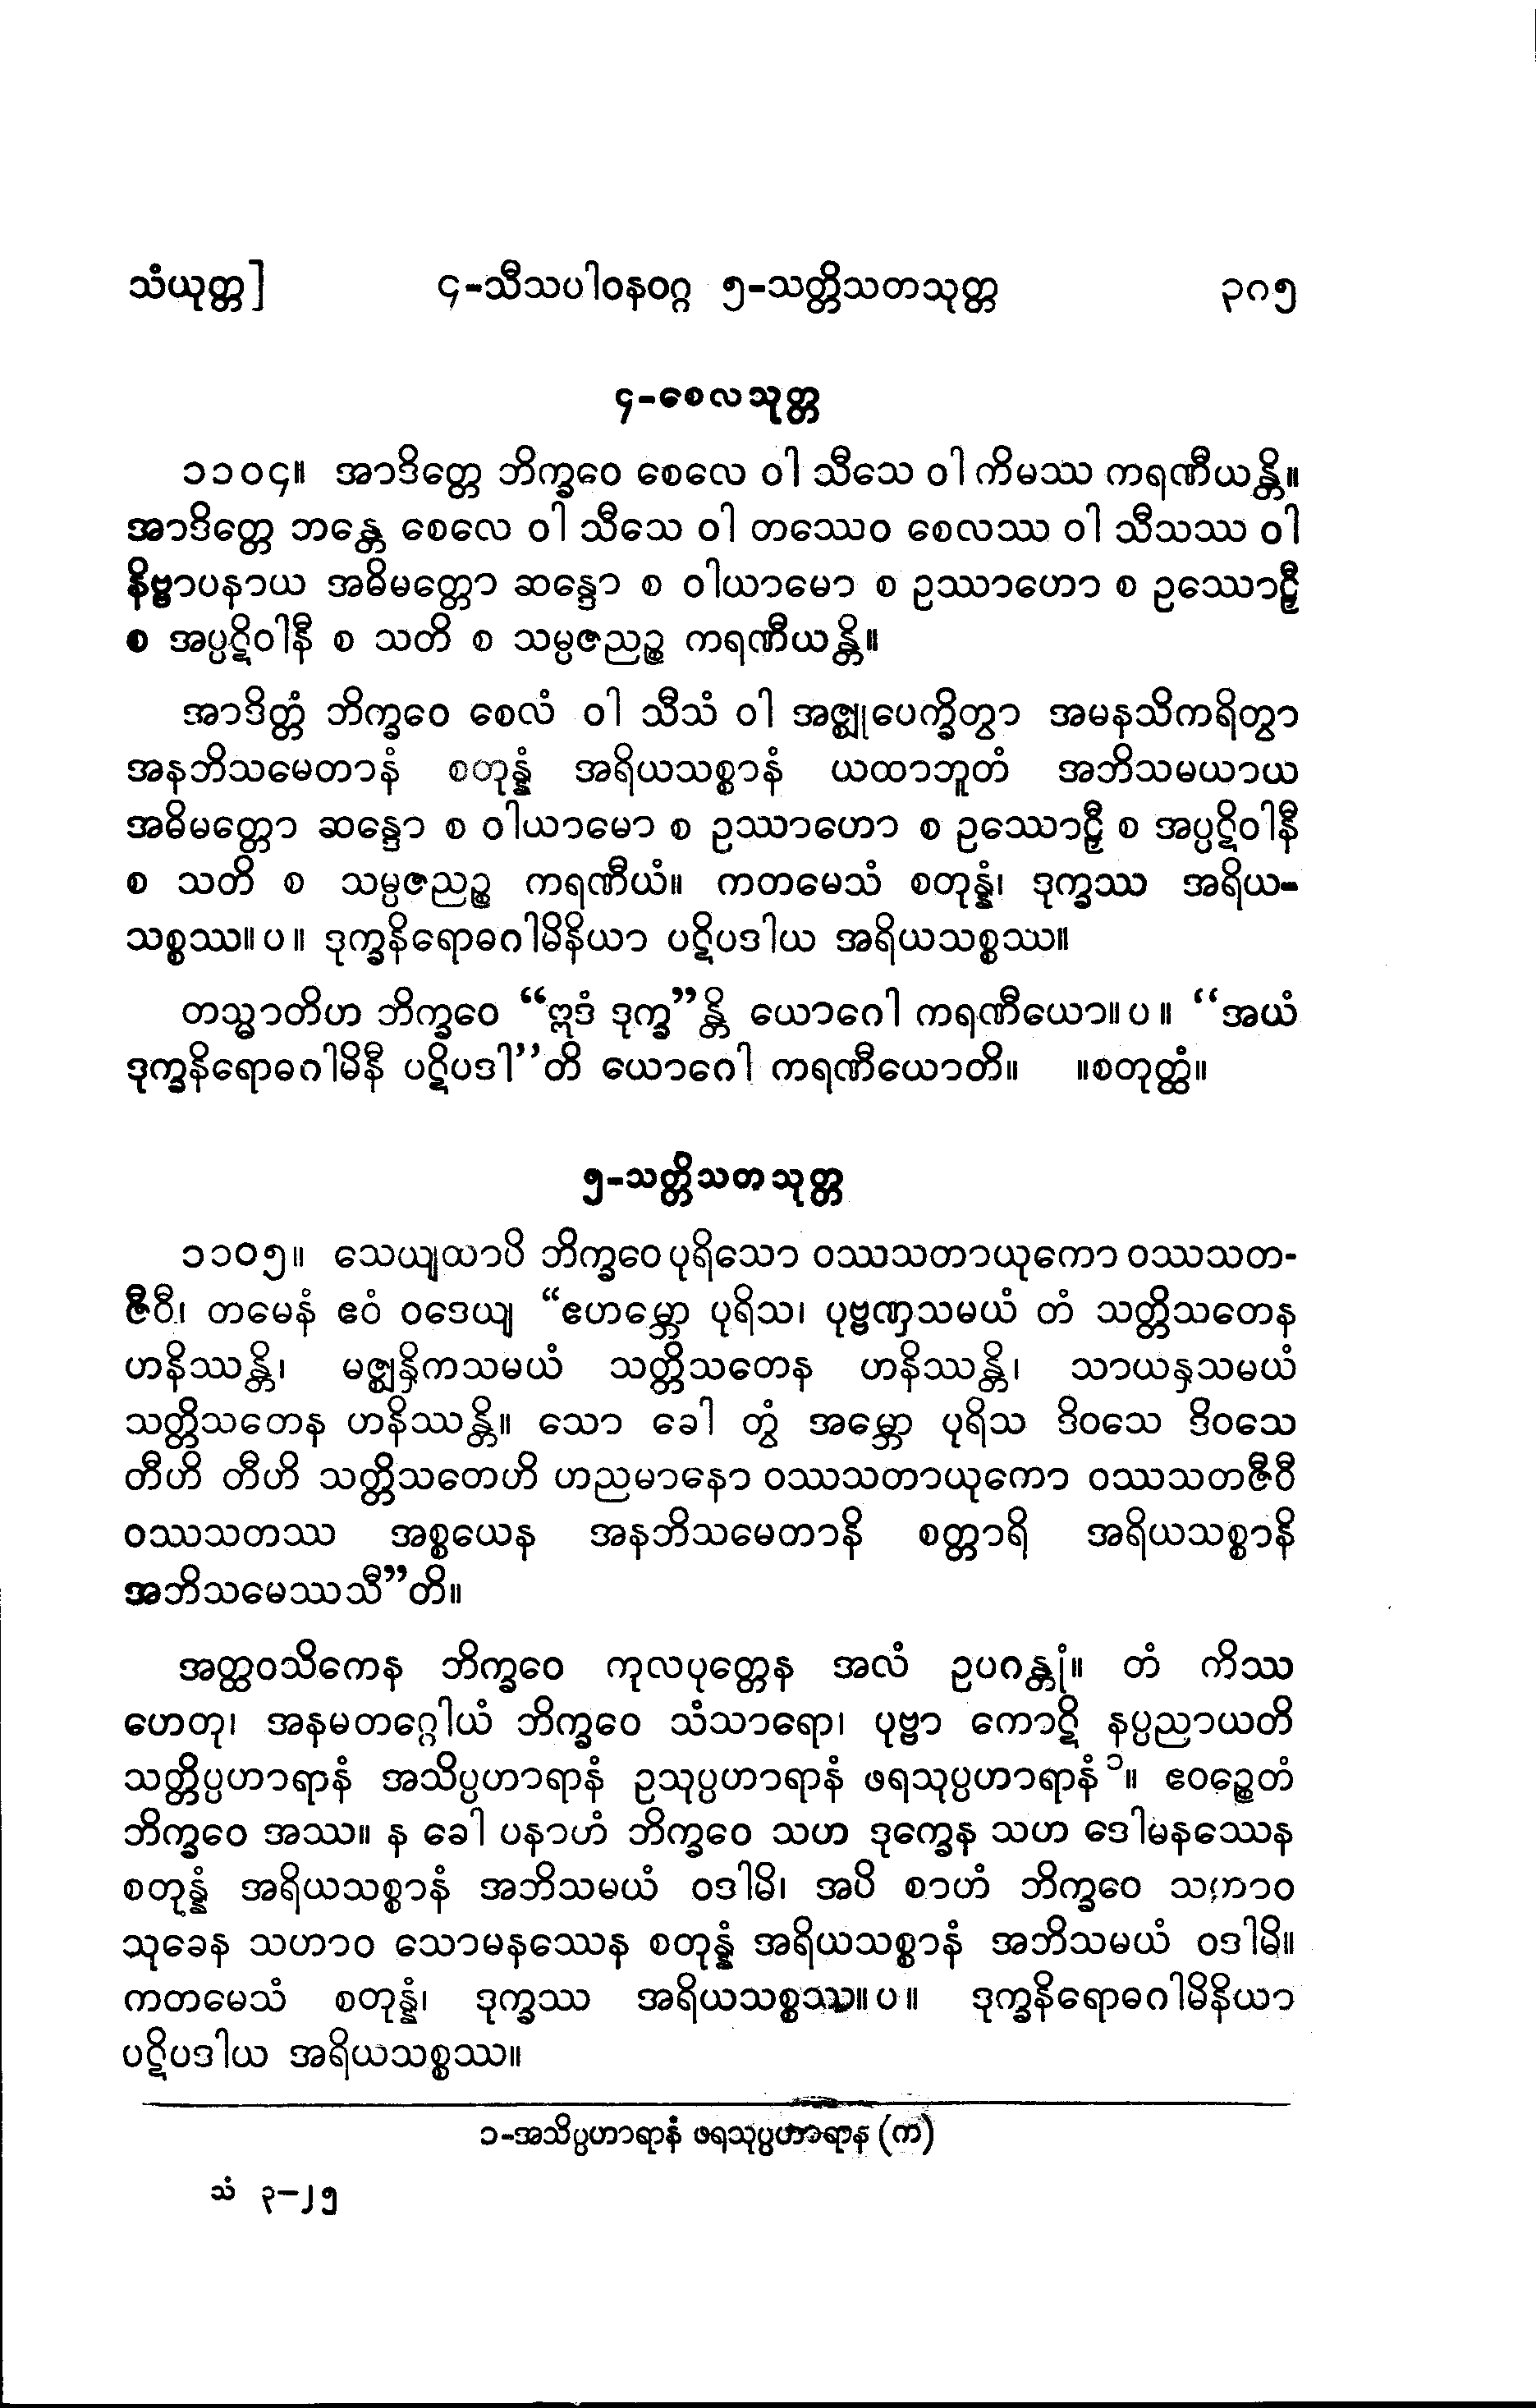 သံယုတ္တ] ၄-သီသပါဝနဝဂ္ဂ ၅-သတ္တိသတသုတ္တ ၃၈၅
၄-စေလသုတ္တ
၁၁၀၄။ အာဒိတ္တေ ဘိက္ခဝေ စေလေ ဝါ သီသေ ဝါ ကိမဿ ကရဏီယန္တိ။
အာဒိတ္တေ ဘန္တေ စေလေ ဝါ သီသေ ဝါ တဿေဝ စေလဿ ဝါ သီသဿ ဝါ
နိဗ္ဗာပနာယ အဓိမတ္တော ဆန္ဒော စ ဝါယာမော စ ဥဿာဟော စ ဥဿောဠှီ
စ အပ္ပဋိဝါနီ စ သတိ စ သမ္ပဇညဉ္စ ကရဏီယန္တိ။
အာဒိတ္တံ ဘိက္ခဝေ စေလံ ဝါ သီသံ ဝါ အဇ္ဈုပေက္ခိတွာ အမနသိကရိတွာ
အနဘိသမေတာနံ စတုန္နံ အရိယသစ္စာနံ ယထာဘူတံ အဘိသမယာယ
အဓိမတ္တော ဆန္ဒော စ ဝါယာမော စ ဥဿာဟော စ ဥဿောဠှီ စ အပ္ပဋိဝါနီ
စ သတိ စ သမ္ပဇညဉ္စ ကရဏီယံ။ ကတမေသံ စတုန္နံ၊ ဒုက္ခဿ အရိယ-
သစ္စဿ။ပ။ ဒုက္ခနိရောဓဂါမိနိယာ ပဋိပဒါယ အရိယသစ္စဿ။
တသ္မာတိဟ ဘိက္ခဝေ “ဣဒံ ဒုက္ခ”န္တိ ယောဂေါ ကရဏီယော။ပ။ “အယံ
ဒုက္ခနိရောဓဂါမိနီ ပဋိပဒါ”တိ ယောဂေါ ကရဏီယောတိ။ ။စတုတ္ထံ။
၅-သတ္တိသတသုတ္တ
၁၁၀၅။ သေယျထာပိ ဘိက္ခဝေ ပုရိသော ဝဿသတာယုကော ဝဿသတ-
ဇီဝီ၊ တမေနံ ဧဝံ ဝဒေယျ “ဧဟမ္ဘော ပုရိသ၊ ပုဗ္ဗဏှသမယံ တံ သတ္တိသတေန
ဟနိဿန္တိ၊ မဇ္ဈန္နိကသမယံ သတ္တိသတေန ဟနိဿန္တိ၊ သာယနှသမယံ
သတ္တိသတေန ဟနိဿန္တိ။ သော ခေါ တွံ အမ္ဘော ပုရိသ ဒိဝသေ ဒိဝသေ
တီဟိ တီဟိ သတ္တိသတေဟိ ဟညမာနော ဝဿသတာယုကော ဝဿသတဇီဝီ
ဝဿသတဿ အစ္စယေန အနဘိသမေတာနိ စတ္တာရိ အရိယသစ္စာနိ
အဘိသမေဿသီ”တိ။
အတ္ထဝသိကေန ဘိက္ခဝေ ကုလပုတ္တေန အလံ ဥပဂန္တုံ။ တံ ကိဿ
ဟေတု၊ အနမတဂ္ဂေါယံ ဘိက္ခဝေ သံသာရော၊ ပုဗ္ဗာ ကောဋိ နပ္ပညာယတိ
သတ္တိပ္ပဟာရာနံ အသိပ္ပဟာရာနံ ဥသုပ္ပဟာရာနံ ဖရသုပ္ပဟာရာနံ၁။ ဧဝဉ္စေတံ
ဘိက္ခဝေ အဿ။ န ခေါ ပနာဟံ ဘိက္ခဝေ သဟ ဒုက္ခေန သဟ ဒေါမနဿေန
စတုန္နံ အရိယသစ္စာနံ အဘိသမယံ ဝဒါမိ၊ အပိ စာဟံ ဘိက္ခဝေ သဟာဝ
သုခေန သဟာဝ သောမနဿေန စတုန္နံ အရိယသစ္စာနံ အဘိသမယံ ဝဒါမိ။
ကတမေသံ စတုန္နံ၊ ဒုက္ခဿ အရိယသစ္စဿ။ပ။ ဒုက္ခနိရောဓဂါမိနိယာ
ပဋိပဒါယ အရိယသစ္စဿ။
၁-အသိပ္ပဟာရာနံ ဖရသုပ္ပဟာရာန (က)
သံ ၃–၂၅